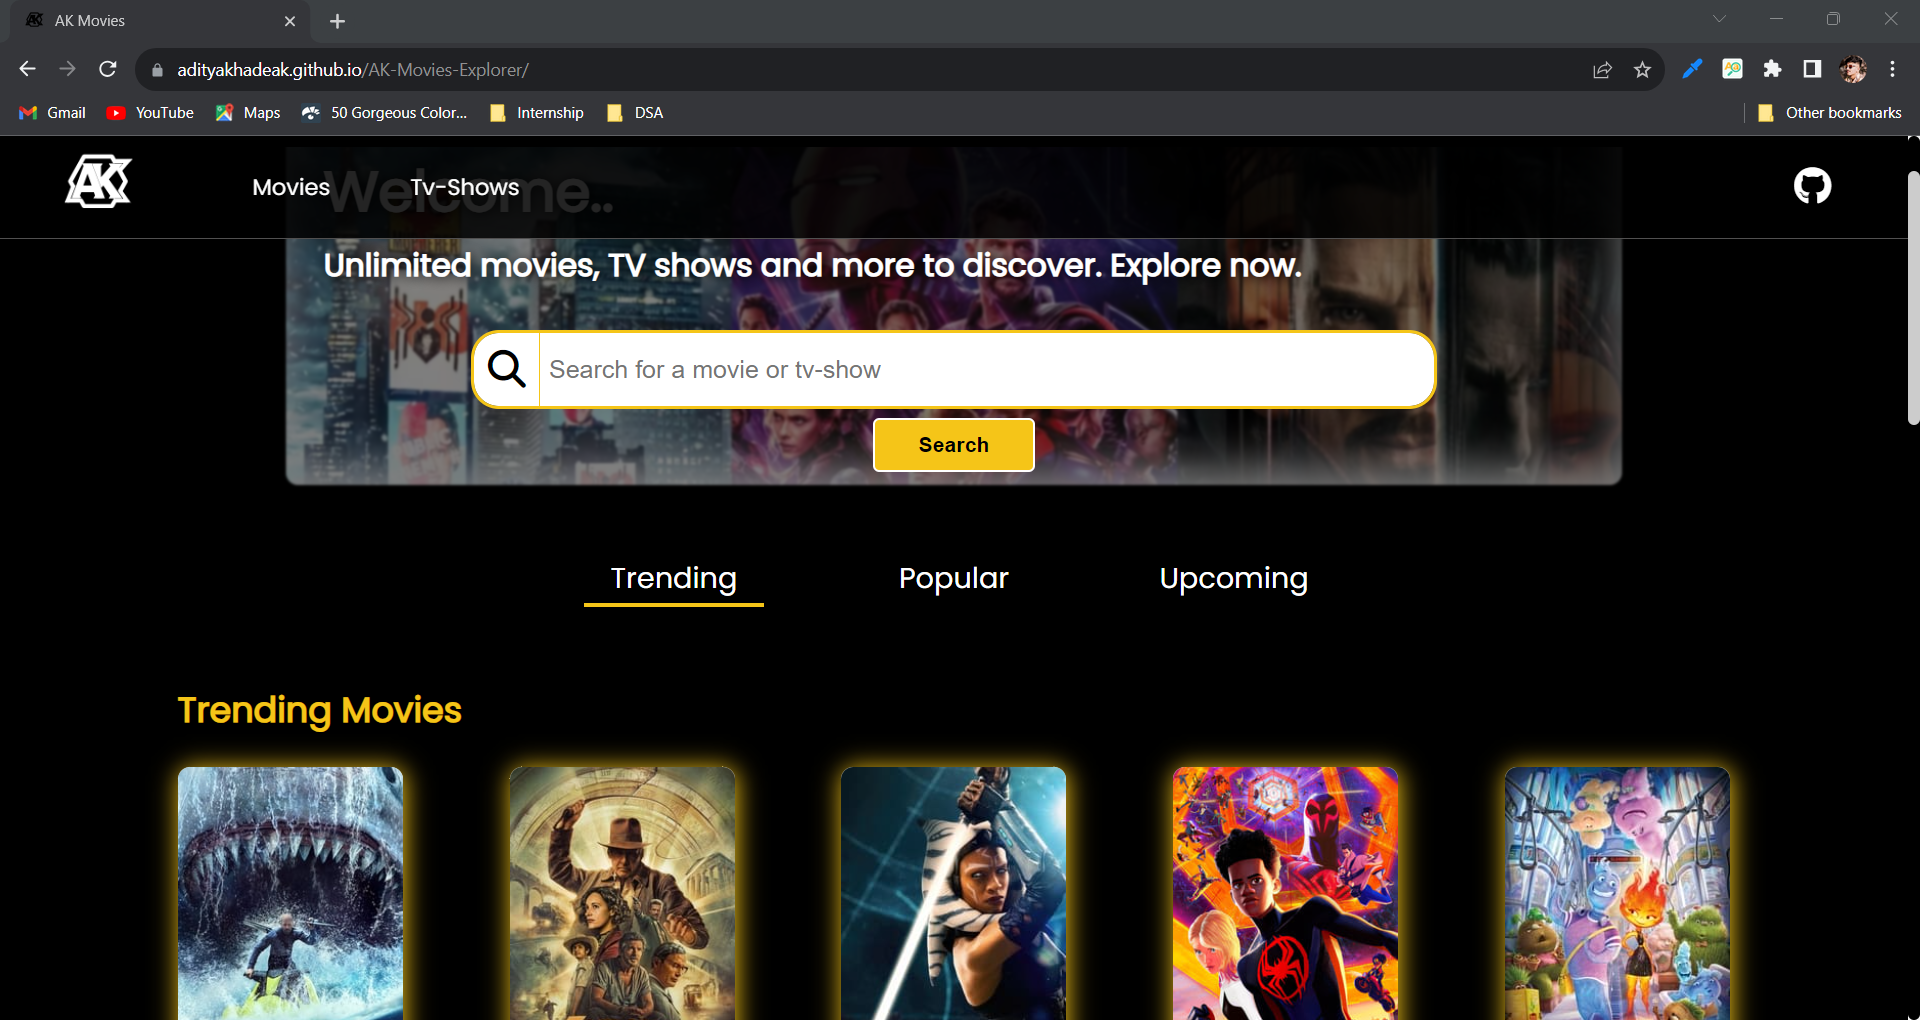 AK Movies
adityakhadeak.github.io/AK-Movies-Explorer/
Gmail YouTube Maps 50 Gorgeous Color... Internship DSA Other bookmarks
AK Movies Tv-Shows
Welcome..
Unlimited movies, TV shows and more to discover. Explore now.
Search for a movie or tv-show
Search
Trending Popular Upcoming
Trending Movies